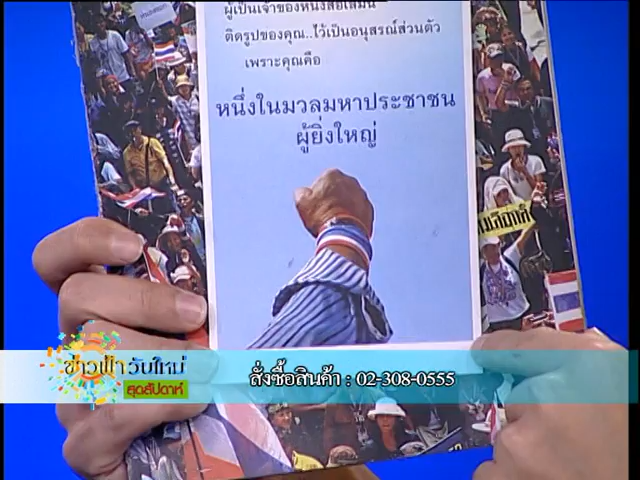 ผู้เป็นเจ้าของหนังสือเล่มนี้
ติดรูปของคุณ..ไว้เป็นอนุสรณ์ส่วนตัว
เพราะคุณคือ
หนึ่งในมวลมหาประชาชน
ผู้ยิ่งใหญ่
ข่าวฟ้าวันใหม่
สุดสัปดาห์
สั่งซื้อสินค้า : 02-308-0555